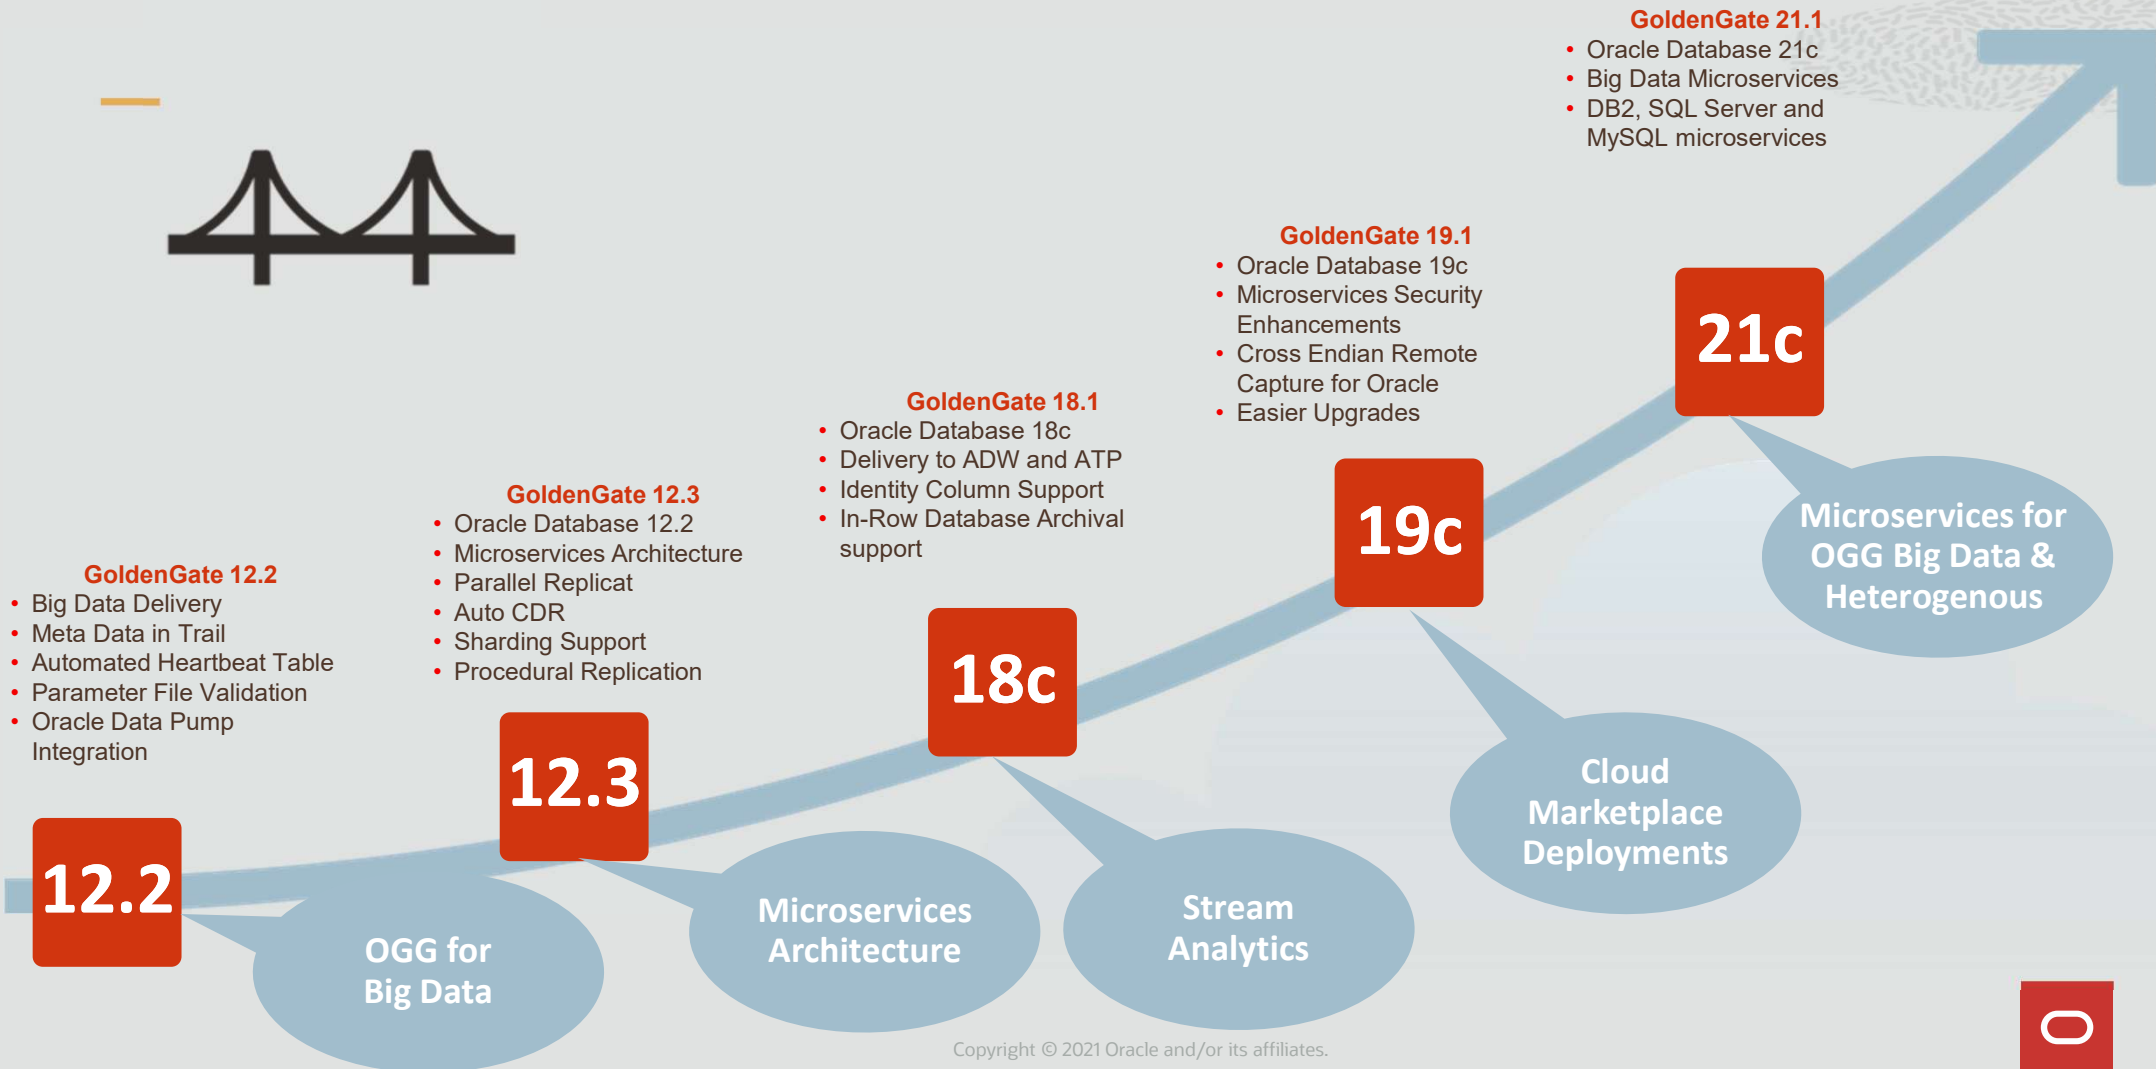 GoldenGate 12.2
• Big Data Delivery
• Meta Data in Trail
• Automated Heartbeat Table
• Parameter File Validation
• Oracle Data Pump
Integration
12.2
OGG for
Big Data
GoldenGate 12.3
• Oracle Database 12.2
• Microservices Architecture
• Parallel Replicat
• Auto CDR
• Sharding Support
• Procedural Replication
12.3
Microservices
Architecture
GoldenGate 18.1
• Oracle Database 18c
• Delivery to ADW and ATP
• Identity Column Support
• In-Row Database Archival
support
18c
Stream
Analytics
GoldenGate 19.1
• Oracle Database 19c
• Microservices Security
Enhancements
• Cross Endian Remote
Capture for Oracle
• Easier Upgrades
19c
Cloud
Marketplace
Deployments
GoldenGate 21.1
• Oracle Database 21c
• Big Data Microservices
• DB2, SQL Server and
MySQL microservices
21c
Microservices for
OGG Big Data &
Heterogenous
Copyright © 2021 Oracle and/or its affiliates.